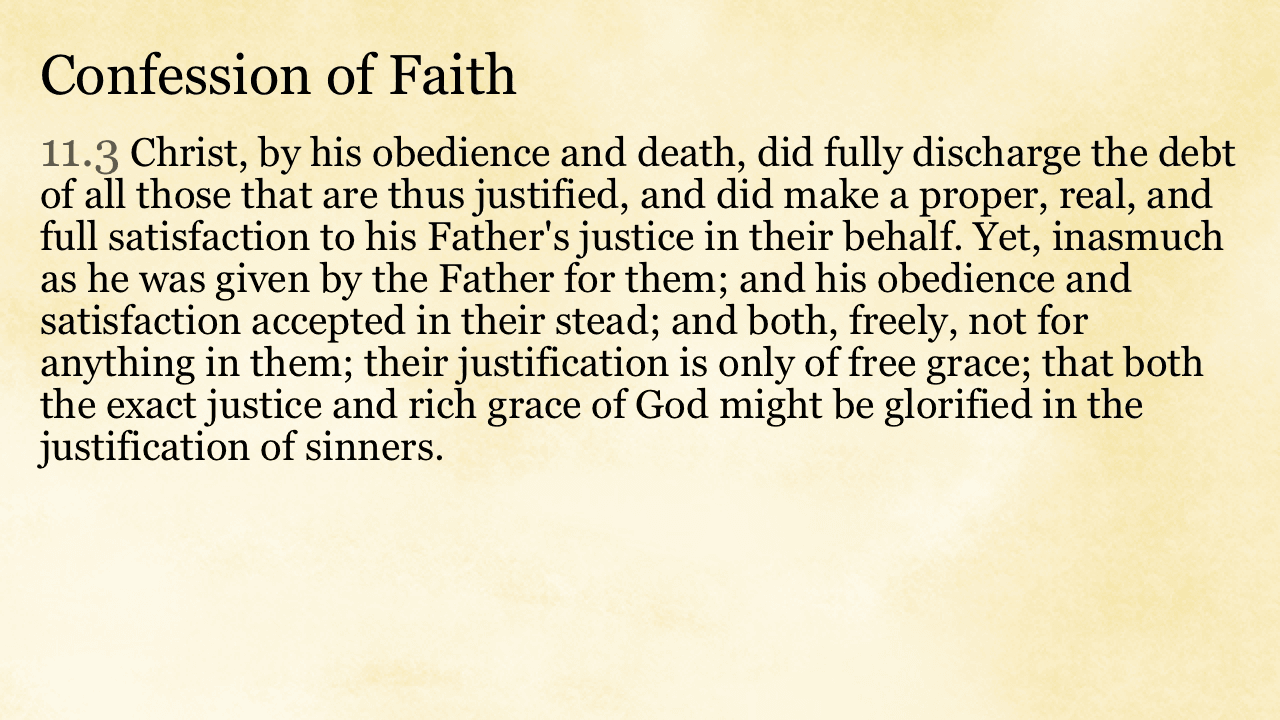 Confession of Faith
11.3 Christ, by his obedience and death, did fully discharge the debt
of all those that are thus justified, and did make a proper, real, and
full satisfaction to his Father's justice in their behalf. Yet, inasmuch
as he was given by the Father for them; and his obedience and
satisfaction accepted in their stead; and both, freely, not for
anything in them; their justification is only of free grace; that both
the exact justice and rich grace of God might be glorified in the
justification of sinners.